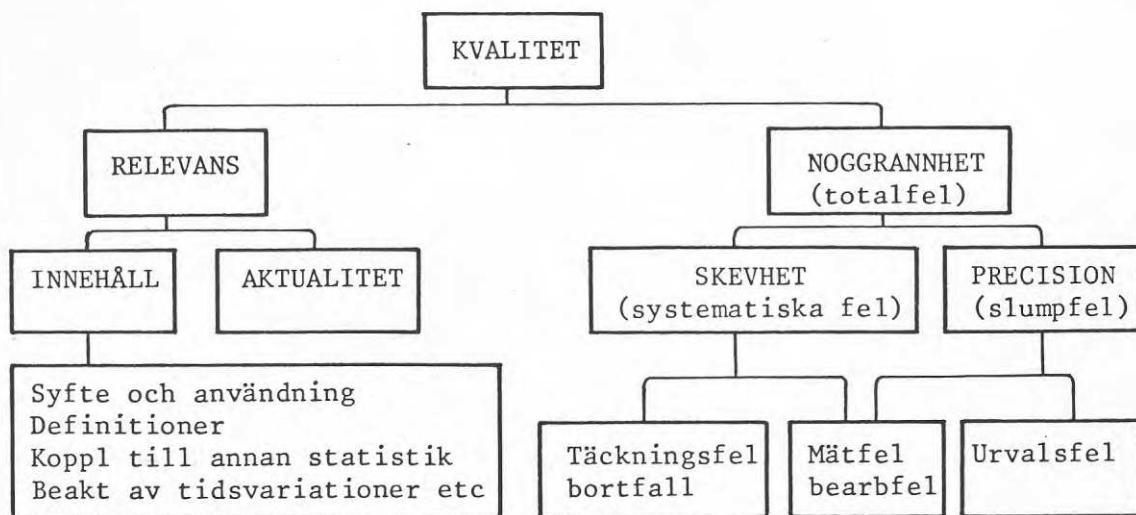 KVALITET
RELEVANS
NOGGRANNHET
(totalfel)
INNEHÅLL
AKTUALITET
SKEVHET
(systematiska fel)
PRECISION
(slumpfel)
Syfte och användning
Definitioner
Koppl till annan statistik
Beakt av tidsvariationer etc
Täckningsfel
bortfall
Mätfel
bearbfel
Urvalsfel